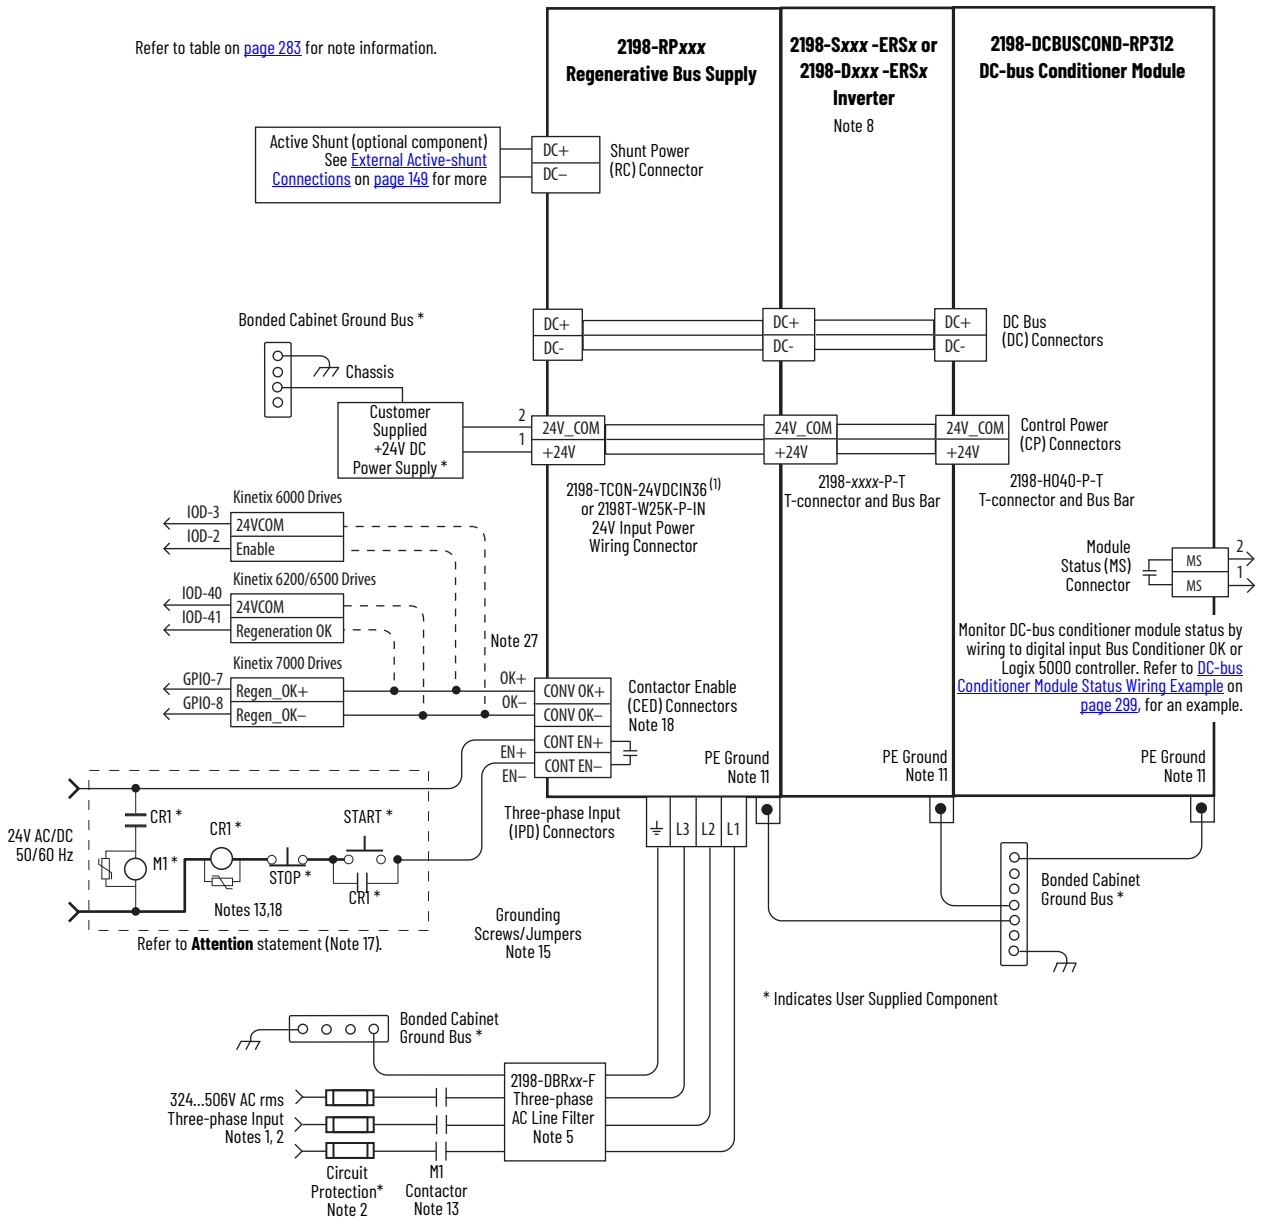 Refer to table on page 283 for note information.
2198-RPxxx
Regenerative Bus Supply
2198-Sxxx -ERSx or
2198-Dxxx -ERSx
Inverter
Note 8
2198-DCBUSCOND-RP312
DC-bus Conditioner Module
Active Shunt (optional component)
See External Active-shunt
Connections on page 149 for more
DC+
DC−
Shunt Power
(RC) Connector
Bonded Cabinet Ground Bus *
Chassis
DC+
DC-
DC+
DC-
DC+
DC-
DC Bus
(DC) Connectors
Customer
Supplied
+24V DC
Power Supply *
2
1
24V_COM
+24V
24V_COM
+24V
24V_COM
+24V
Control Power
(CP) Connectors
2198-TCON-24VDCIN36 (1)
or 2198T-W25K-P-IN
24V Input Power
Wiring Connector
2198-xxxx-P-T
T-connector and Bus Bar
2198-H040-P-T
T-connector and Bus Bar
Kinetix 6000 Drives
IOD-3
24VCOM
IOD-2
Enable
Kinetix 6200/6500 Drives
IOD-40
24VCOM
IOD-41
Regeneration OK
Kinetix 7000 Drives
GPIO-7
Regen_OK+
GPIO-8
Regen_OK−
Note 27
OK+
OK−
EN+
EN−
CONV OK+
CONV OK−
CONT EN+
CONT EN−
Contactor Enable
(CED) Connectors
Note 18
Module
Status (MS)
Connector
MS
MS
2
1
Monitor DC-bus conditioner module status by
wiring to digital input Bus Conditioner OK or
Logix 5000 controller. Refer to DC-bus
Conditioner Module Status Wiring Example on
page 299, for an example.
PE Ground
Note 11
PE Ground
Note 11
PE Ground
Note 11
24V AC/DC
50/60 Hz
CR1 *
M1 *
CR1 *
STOP *
START *
CR1 *
Notes 13,18
Refer to Attention statement (Note 17).
Three-phase Input
(IPD) Connectors
L3
L2
L1
Grounding
Screws/Jumpers
Note 15
Bonded Cabinet
Ground Bus *
* Indicates User Supplied Component
Bonded Cabinet
Ground Bus *
324...506V AC rms
Three-phase Input
Notes 1, 2
Circuit
Protection*
Note 2
M1
Contactor
Note 13
2198-DBRxx-F
Three-phase
AC Line Filter
Note 5